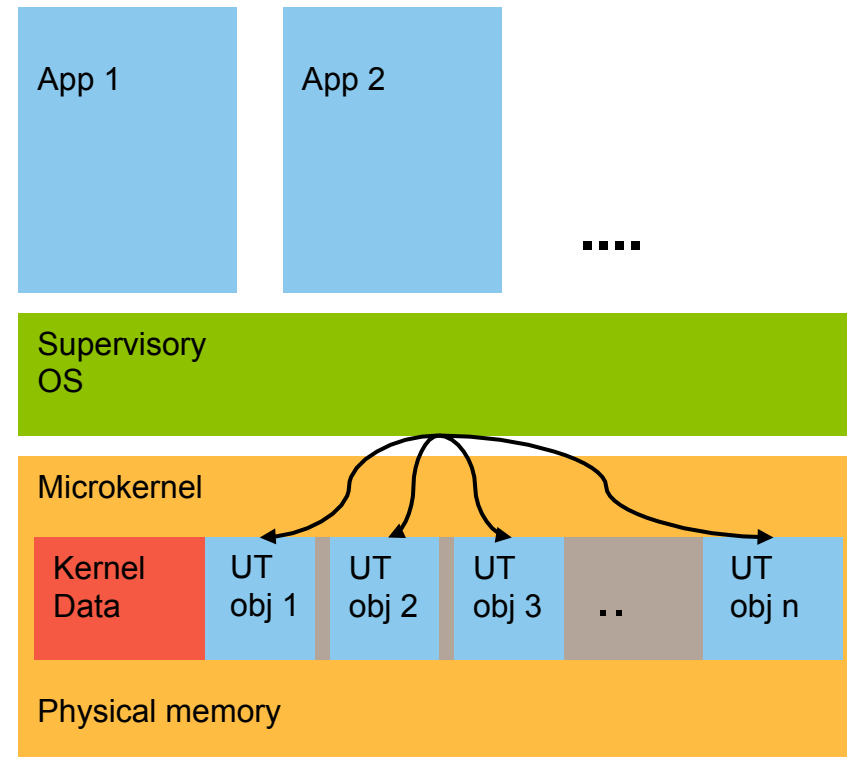 App 1
App 2
....
Supervisory
OS
Microkernel
Kernel
Data
UT
obj 1
UT
obj 2
UT
obj 3
..
UT
obj n
Physical memory